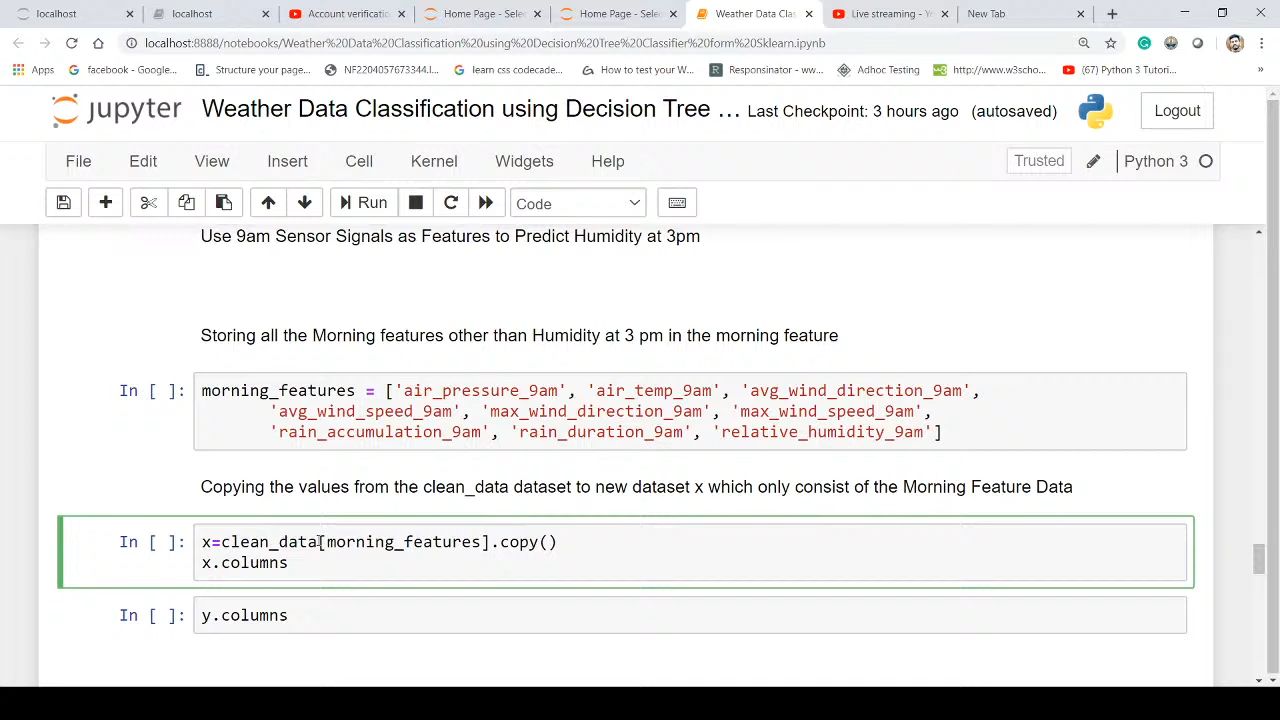 localhost
localhost
Account verificati
Home Page - Selec
Home Page - Selec
Weather Data Clas
Live streaming - Yo
New Tab
localhost:8888/notebooks/Weather%20Data%20Classification%20using%20Decision%20Tree%20Classifier%20form%20Sklearn.ipynb
Apps
facebook - Google...
Structure your page...
NF2204057673344.I...
learn css codecade...
How to test your W...
Responsinator - ww...
Adhoc Testing
http://www.w3scho...
(67) Python 3 Tutori...
»
jupyter
Weather Data Classification using Decision Tree ...
Last Checkpoint: 3 hours ago
(autosaved)
Logout
File
Edit
View
Insert
Cell
Kernel
Widgets
Help
Trusted
Python 3
Run
Code
Use 9am Sensor Signals as Features to Predict Humidity at 3pm
Storing all the Morning features other than Humidity at 3 pm in the morning feature
In [ ]: morning_features = ['air_pressure_9am', 'air_temp_9am', 'avg_wind_direction_9am',
'avg_wind_speed_9am', 'max_wind_direction_9am', 'max_wind_speed_9am',
'rain_accumulation_9am', 'rain_duration_9am', 'relative_humidity_9am']
Copying the values from the clean_data dataset to new dataset x which only consist of the Morning Feature Data
In [ ]: x=clean_data[morning_features].copy()
x.columns
In [ ]: y.columns